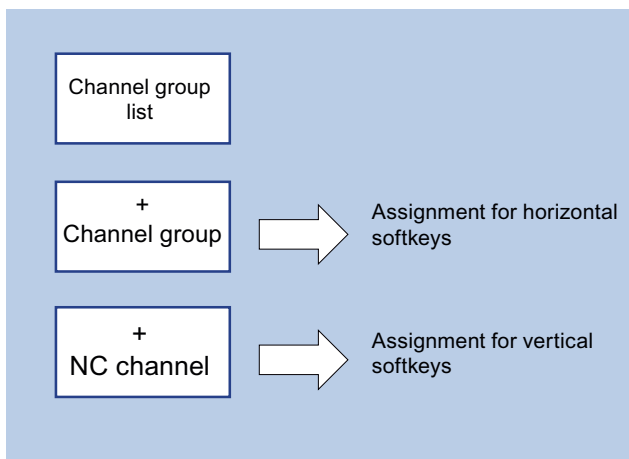 Channel group
list
+
Channel group
Assignment for horizontal
softkeys
+
NC channel
Assignment for vertical
softkeys